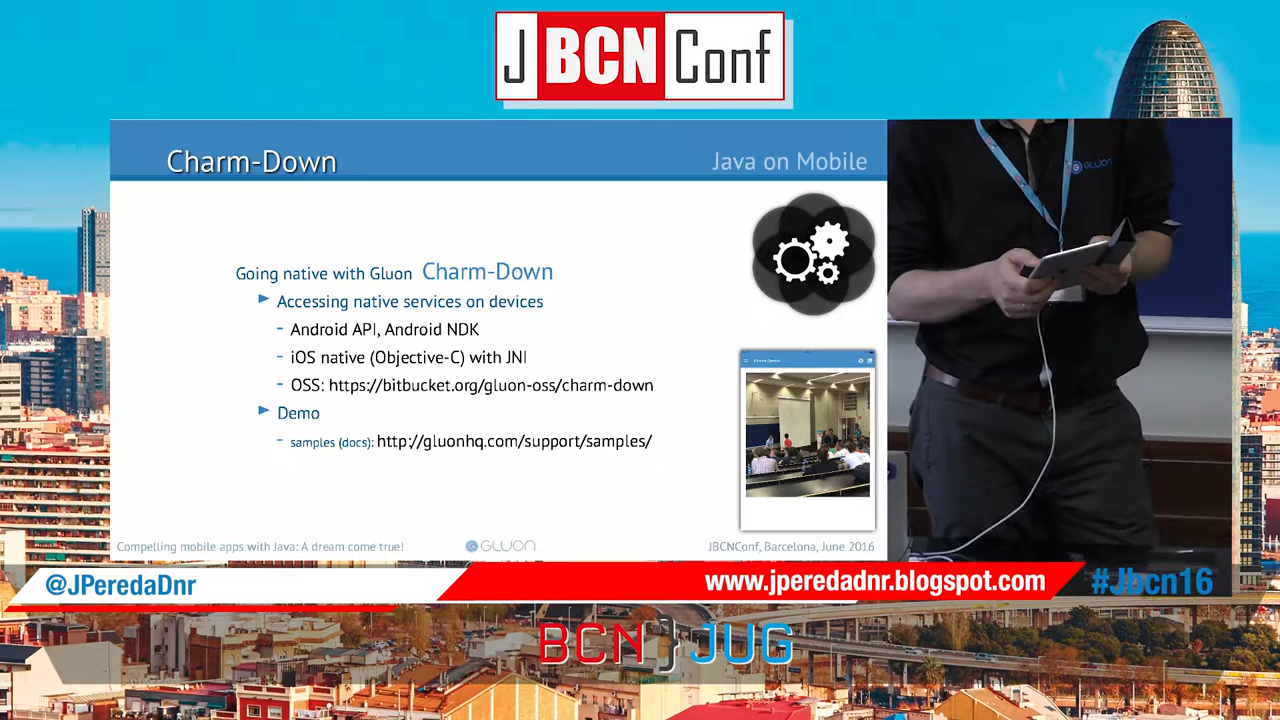 J BCN Conf
Charm-Down
Java on Mobile
GLUON
Going native with Gluon Charm-Down
Accessing native services on devices
- Android API, Android NDK
- iOS native (Objective-C) with JNI
- OSS: https://bitbucket.org/gluon-oss/charm-down
Demo
- samples (docs): http://gluonhq.com/support/samples/
Compelling mobile apps with Java: A dream come true!
GLUON
JBCNConf, Barcelona, June 2016
@JPeredaDnr
www.jperedadnr.blogspot.com
#Jbcn16
BCN JUG